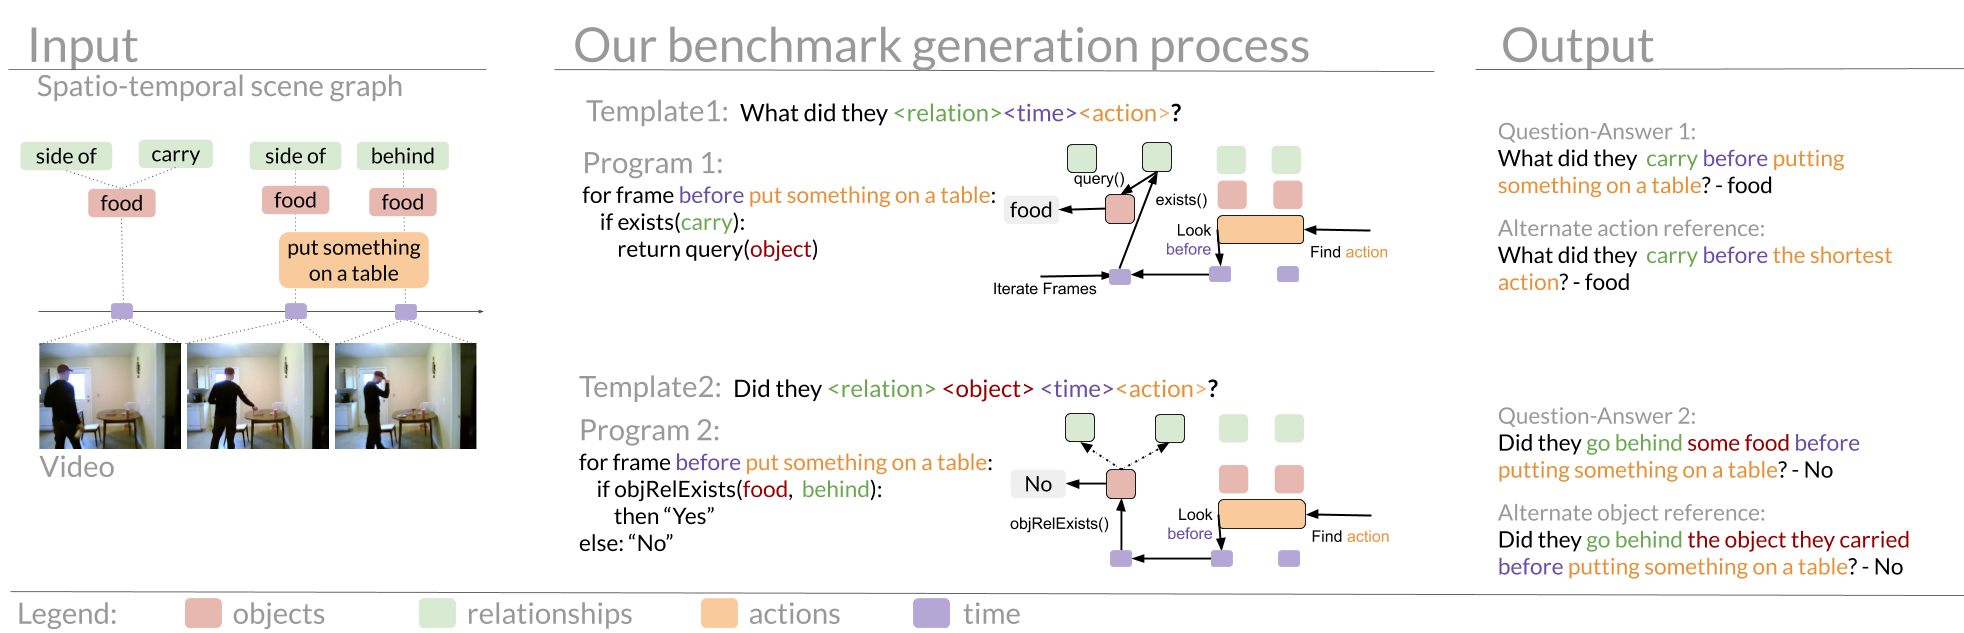 Input
Spatio-temporal scene graph
side of
carry
side of
behind
food
food
food
put something
on a table
Video
Our benchmark generation process
Template1: What did they <relation><time><action>?
Program 1:
for frame before put something on a table:
if exists(carry):
return query(object)
query()
exists()
food
Look
before
Find action
Iterate Frames
Template2: Did they <relation> <object> <time><action>?
Program 2:
for frame before put something on a table:
if objRelExists(food, behind):
then “Yes”
else: “No”
No
objRelExists()
Look
before
Find action
Output
Question-Answer 1:
What did they carry before putting
something on a table? - food
Alternate action reference:
What did they carry before the shortest
action? - food
Question-Answer 2:
Did they go behind some food before
putting something on a table? - No
Alternate object reference:
Did they go behind the object they carried
before putting something on a table? - No
Legend: objects relationships actions time